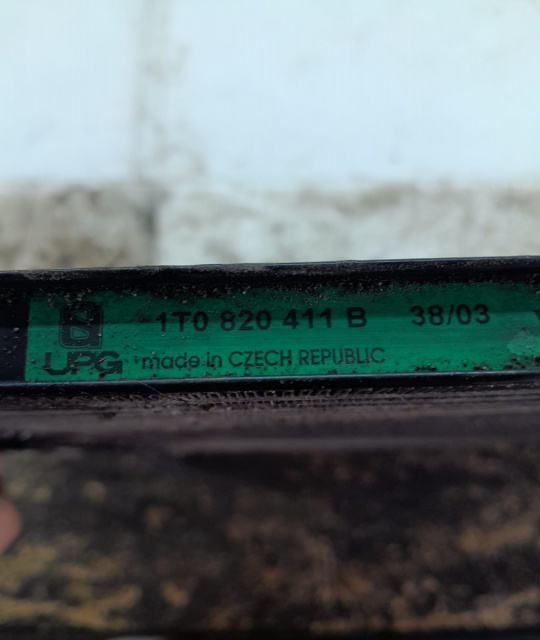 1T0 820 411 B 38/03
UPG made in CZECH REPUBLIC